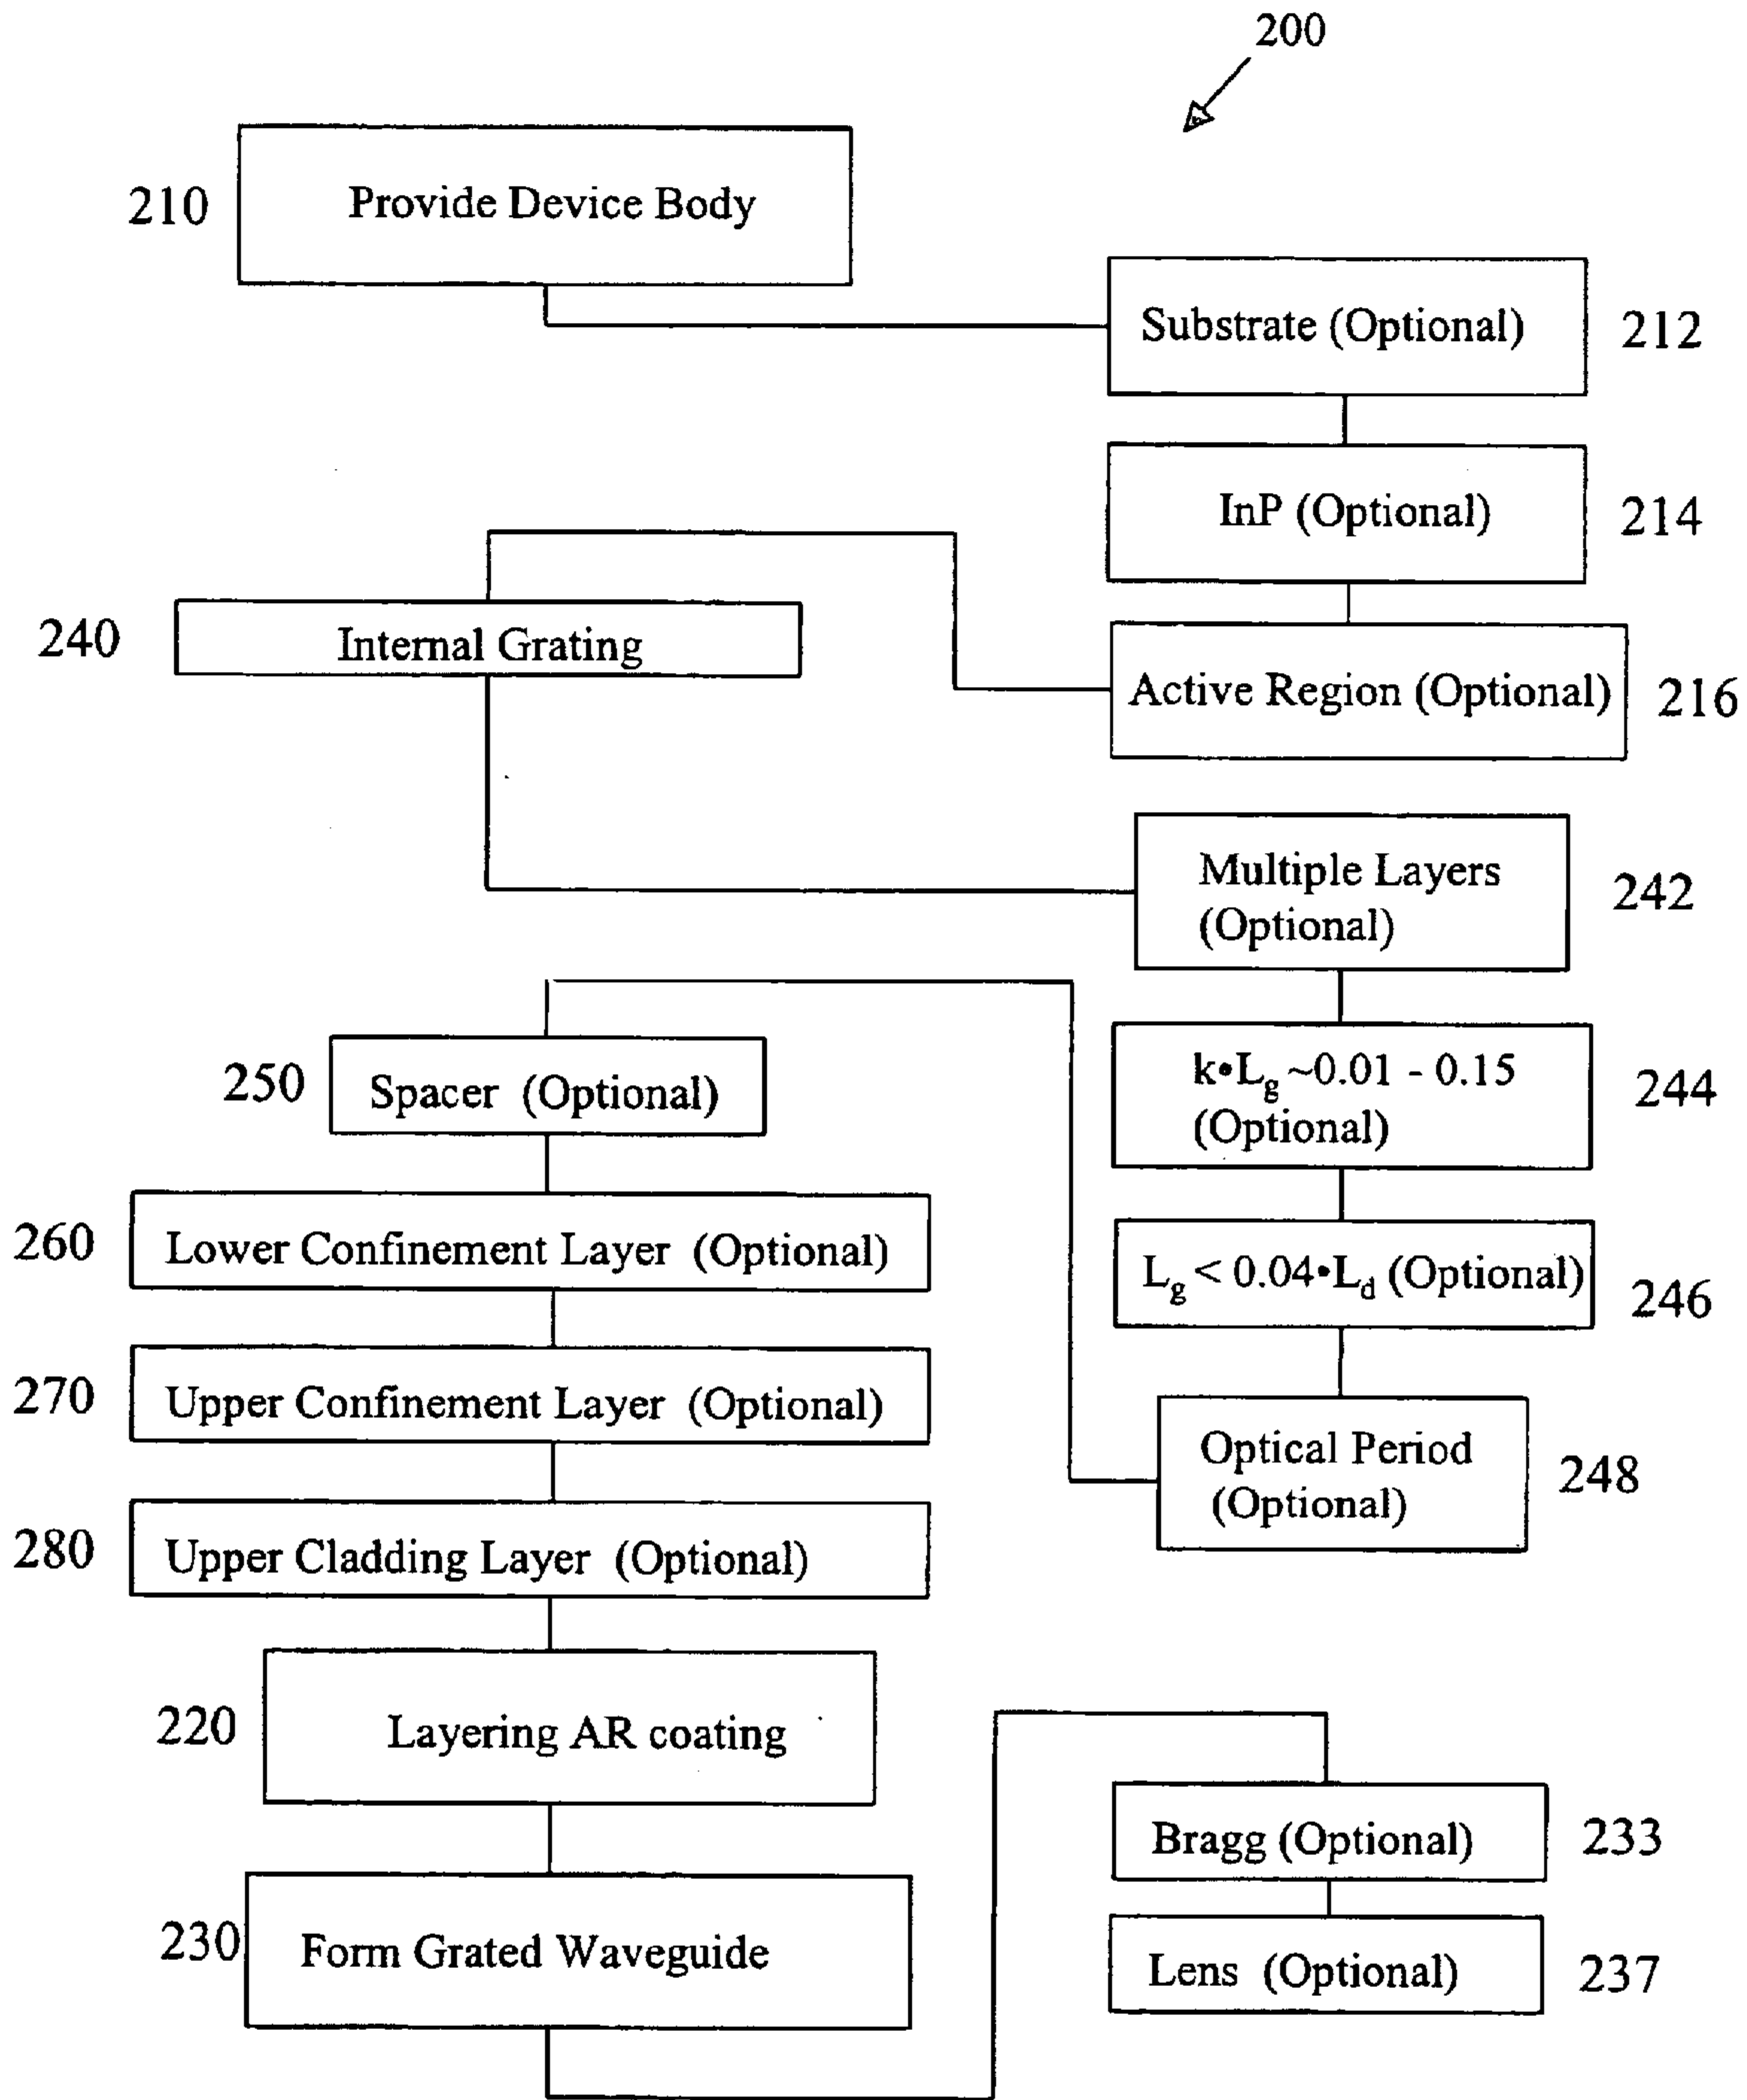 200
210
Provide Device Body
Substrate (Optional)
212
InP (Optional)
214
240
Internal Grating
Active Region (Optional)
216
Multiple Layers
(Optional)
242
250
Spacer (Optional)
k•Lg ~0.01 - 0.15
(Optional)
244
260
Lower Confinement Layer (Optional)
Lg < 0.04•Ld (Optional)
246
270
Upper Confinement Layer (Optional)
Optical Period
(Optional)
248
280
Upper Cladding Layer (Optional)
220
Layering AR coating
Bragg (Optional)
233
230
Form Grated Waveguide
Lens (Optional)
237